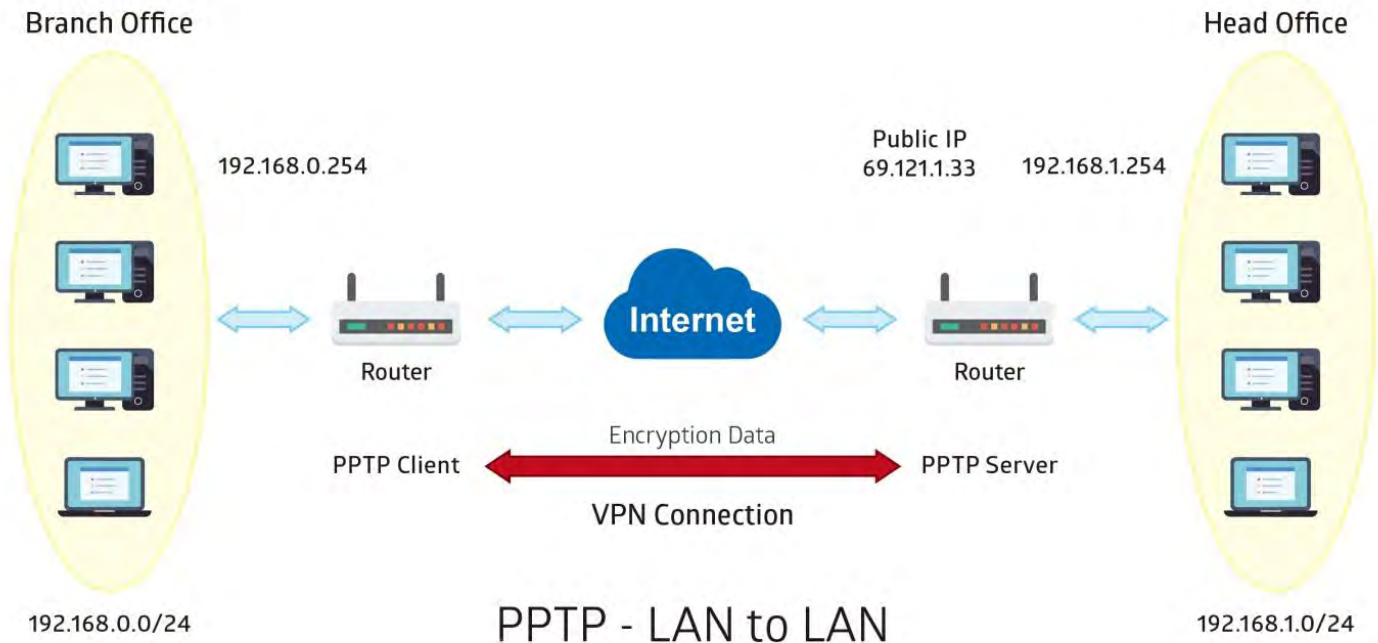 Branch Office
Head Office
192.168.0.254
Public IP
69.121.1.33
192.168.1.254
Internet
Router
Router
Encryption Data
PPTP Client
PPTP Server
VPN Connection
192.168.0.0/24
PPTP - LAN to LAN
192.168.1.0/24